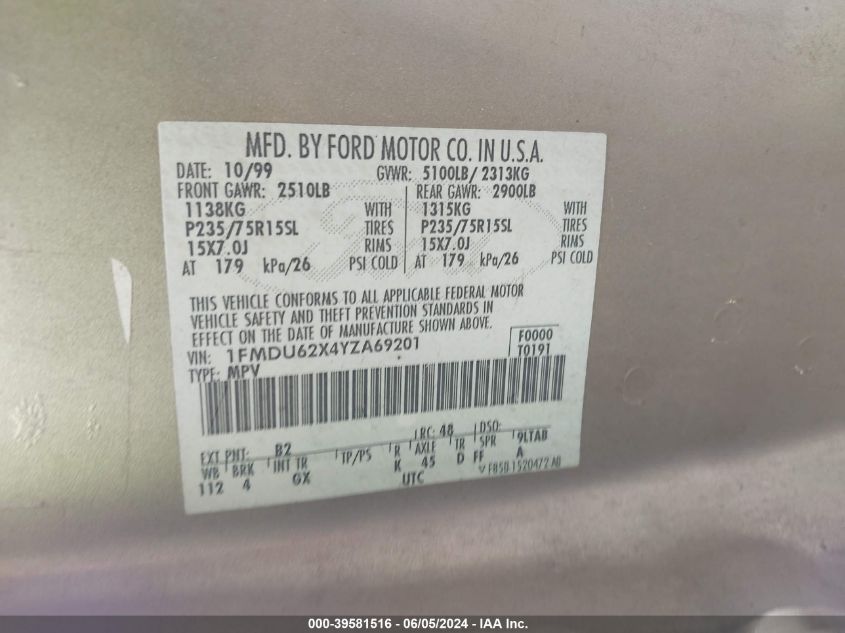 MFD. BY FORD MOTOR CO. IN U.S.A.
DATE: 10/99 GVWR: 5100LB/ 2313KG
FRONT GAWR: 2510LB REAR GAWR: 2900LB
1138KG WITH 1315KG WITH
P235/75R15SL TIRES P235/75R15SL TIRES
15X7.0J RIMS 15X7.0J RIMS
AT 179 kPa/26 PSI COLD AT 179 kPa/26 PSI COLD
THIS VEHICLE CONFORMS TO ALL APPLICABLE FEDERAL MOTOR
VEHICLE SAFETY AND THEFT PREVENTION STANDARDS IN
EFFECT ON THE DATE OF MANUFACTURE SHOWN ABOVE.
VIN: 1FMDU62X4YZA69201 F0000
TYPE: MPV T0191
EXT PNT: B2 RC: 48 DSO:
WB BRK INT TR TP/PS R AXLE TR SPR 9LTAB
112 4 GX K 45 D FF A
UTC
000-39581516 - 06/05/2024 - IAA Inc.